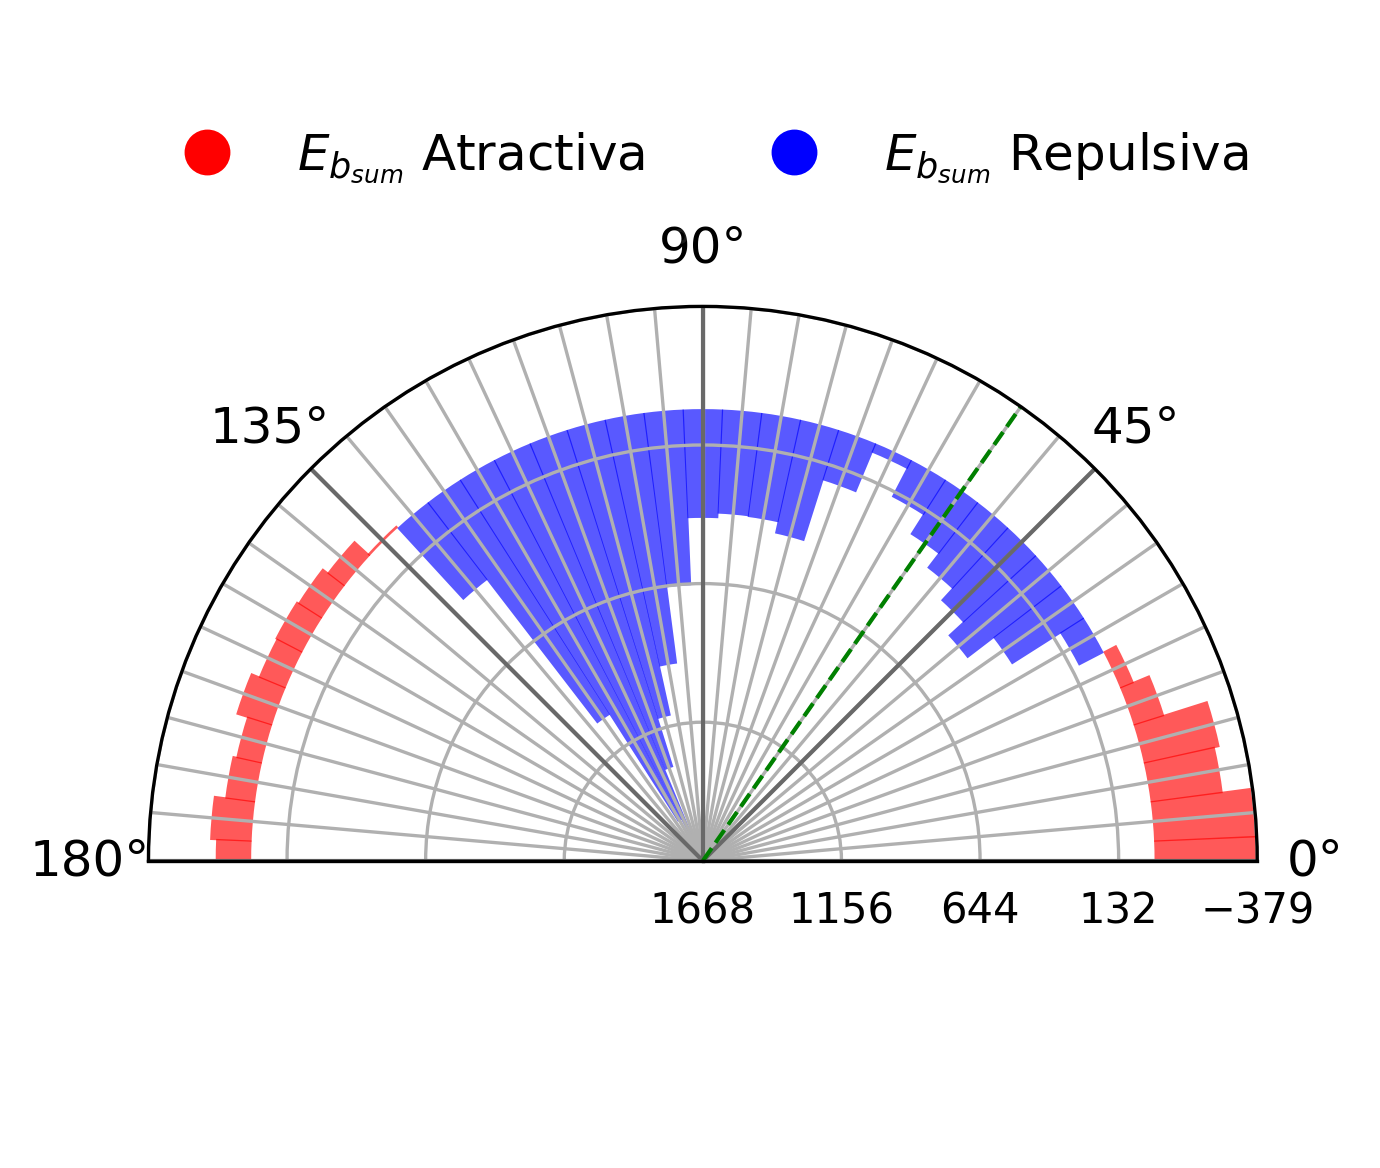 E_{b_{sum}} Atractiva E_{b_{sum}} Repulsiva
90°
135° 45°
180° 0°
1668 1156 644 132 −379